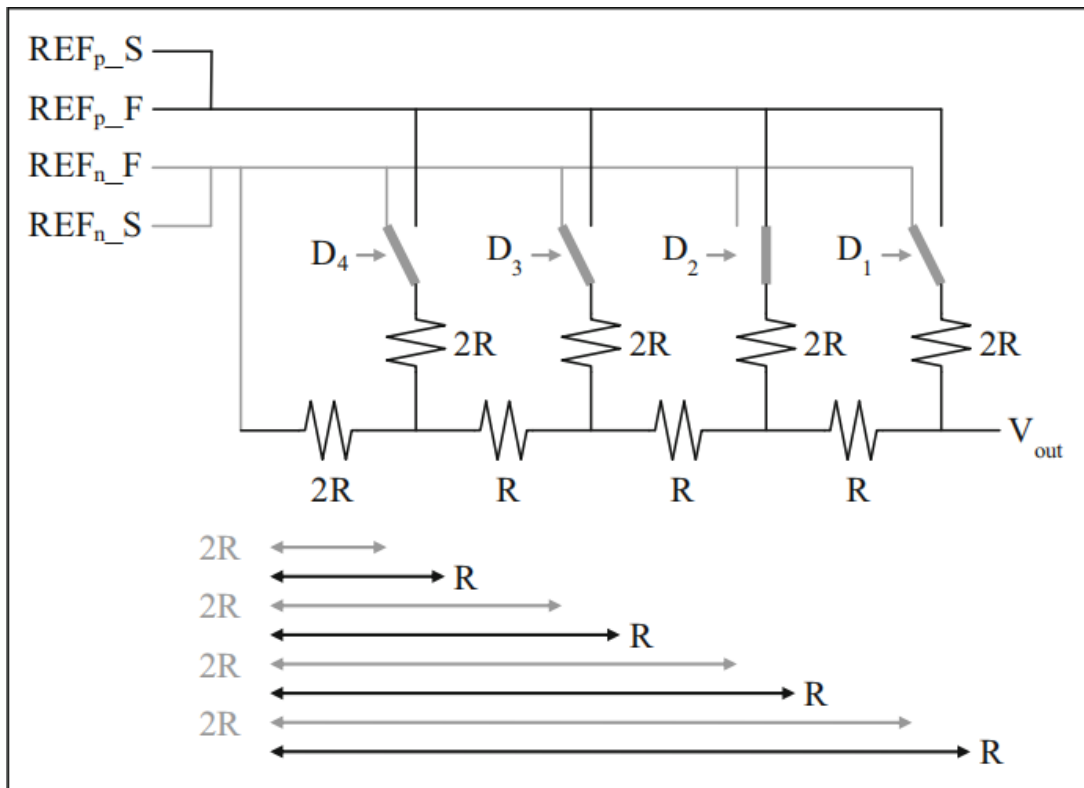 REFp_S
REFp_F
REFn_F
REFn_S
D4 D3 D2 D1
2R 2R 2R 2R
Vout
2R R R R
2R
R
2R
R
2R
R
2R
R